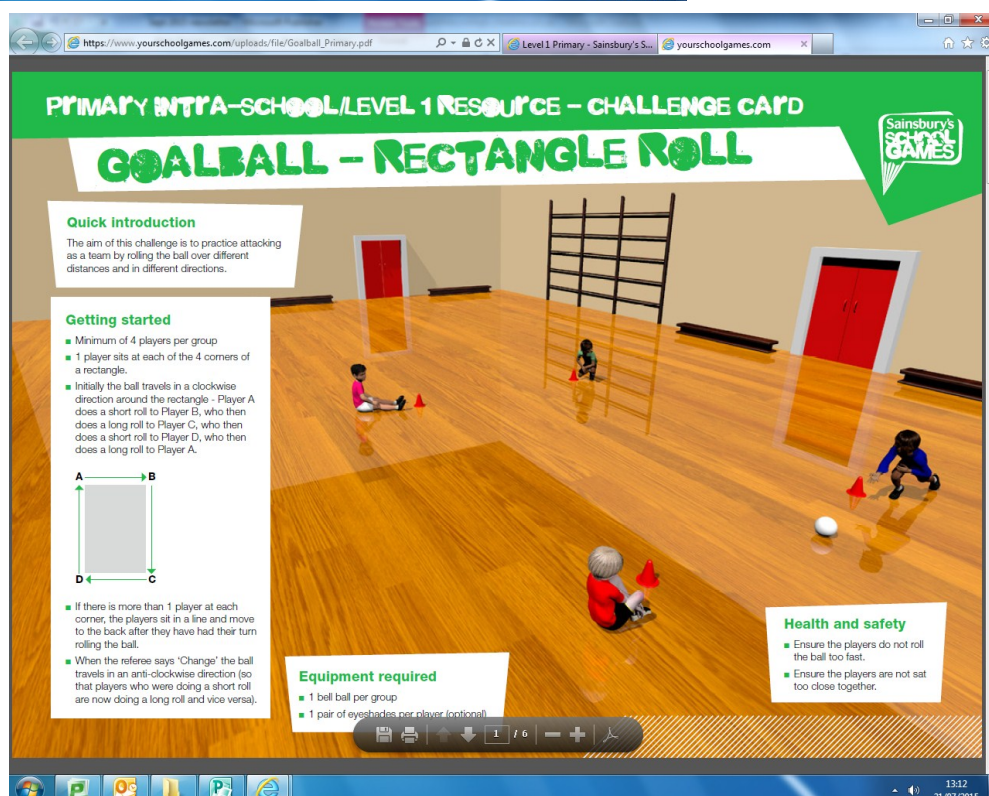 https://www.yourschoolgames.com/uploads/file/Goalball_Primary.pdf
Level 1 Primary - Sainsbury's S...
yourschoolgames.com
PRIMARY INTRA-SCHOOL/LEVEL 1 RESOURCE – CHALLENGE CARD
GOALBALL – RECTANGLE ROLL
Sainsbury's
SCHOOL
GAMES
Quick introduction
The aim of this challenge is to practice attacking
as a team by rolling the ball over different
distances and in different directions.
Getting started
Minimum of 4 players per group
1 player sits at each of the 4 corners of
a rectangle.
Initially the ball travels in a clockwise
direction around the rectangle - Player A
does a short roll to Player B, who then
does a long roll to Player C, who then
does a short roll to Player D, who then
does a long roll to Player A.
A B
D C
If there is more than 1 player at each
corner, the players sit in a line and move
to the back after they have had their turn
rolling the ball.
When the referee says 'Change' the ball
travels in an anti-clockwise direction (so
that players who were doing a short roll
are now doing a long roll and vice versa).
Equipment required
1 bell ball per group
1 pair of eyeshades per player (optional)
Health and safety
Ensure the players do not roll
the ball too fast.
Ensure the players are not sat
too close together.
1 / 6
13:12
21/07/2015